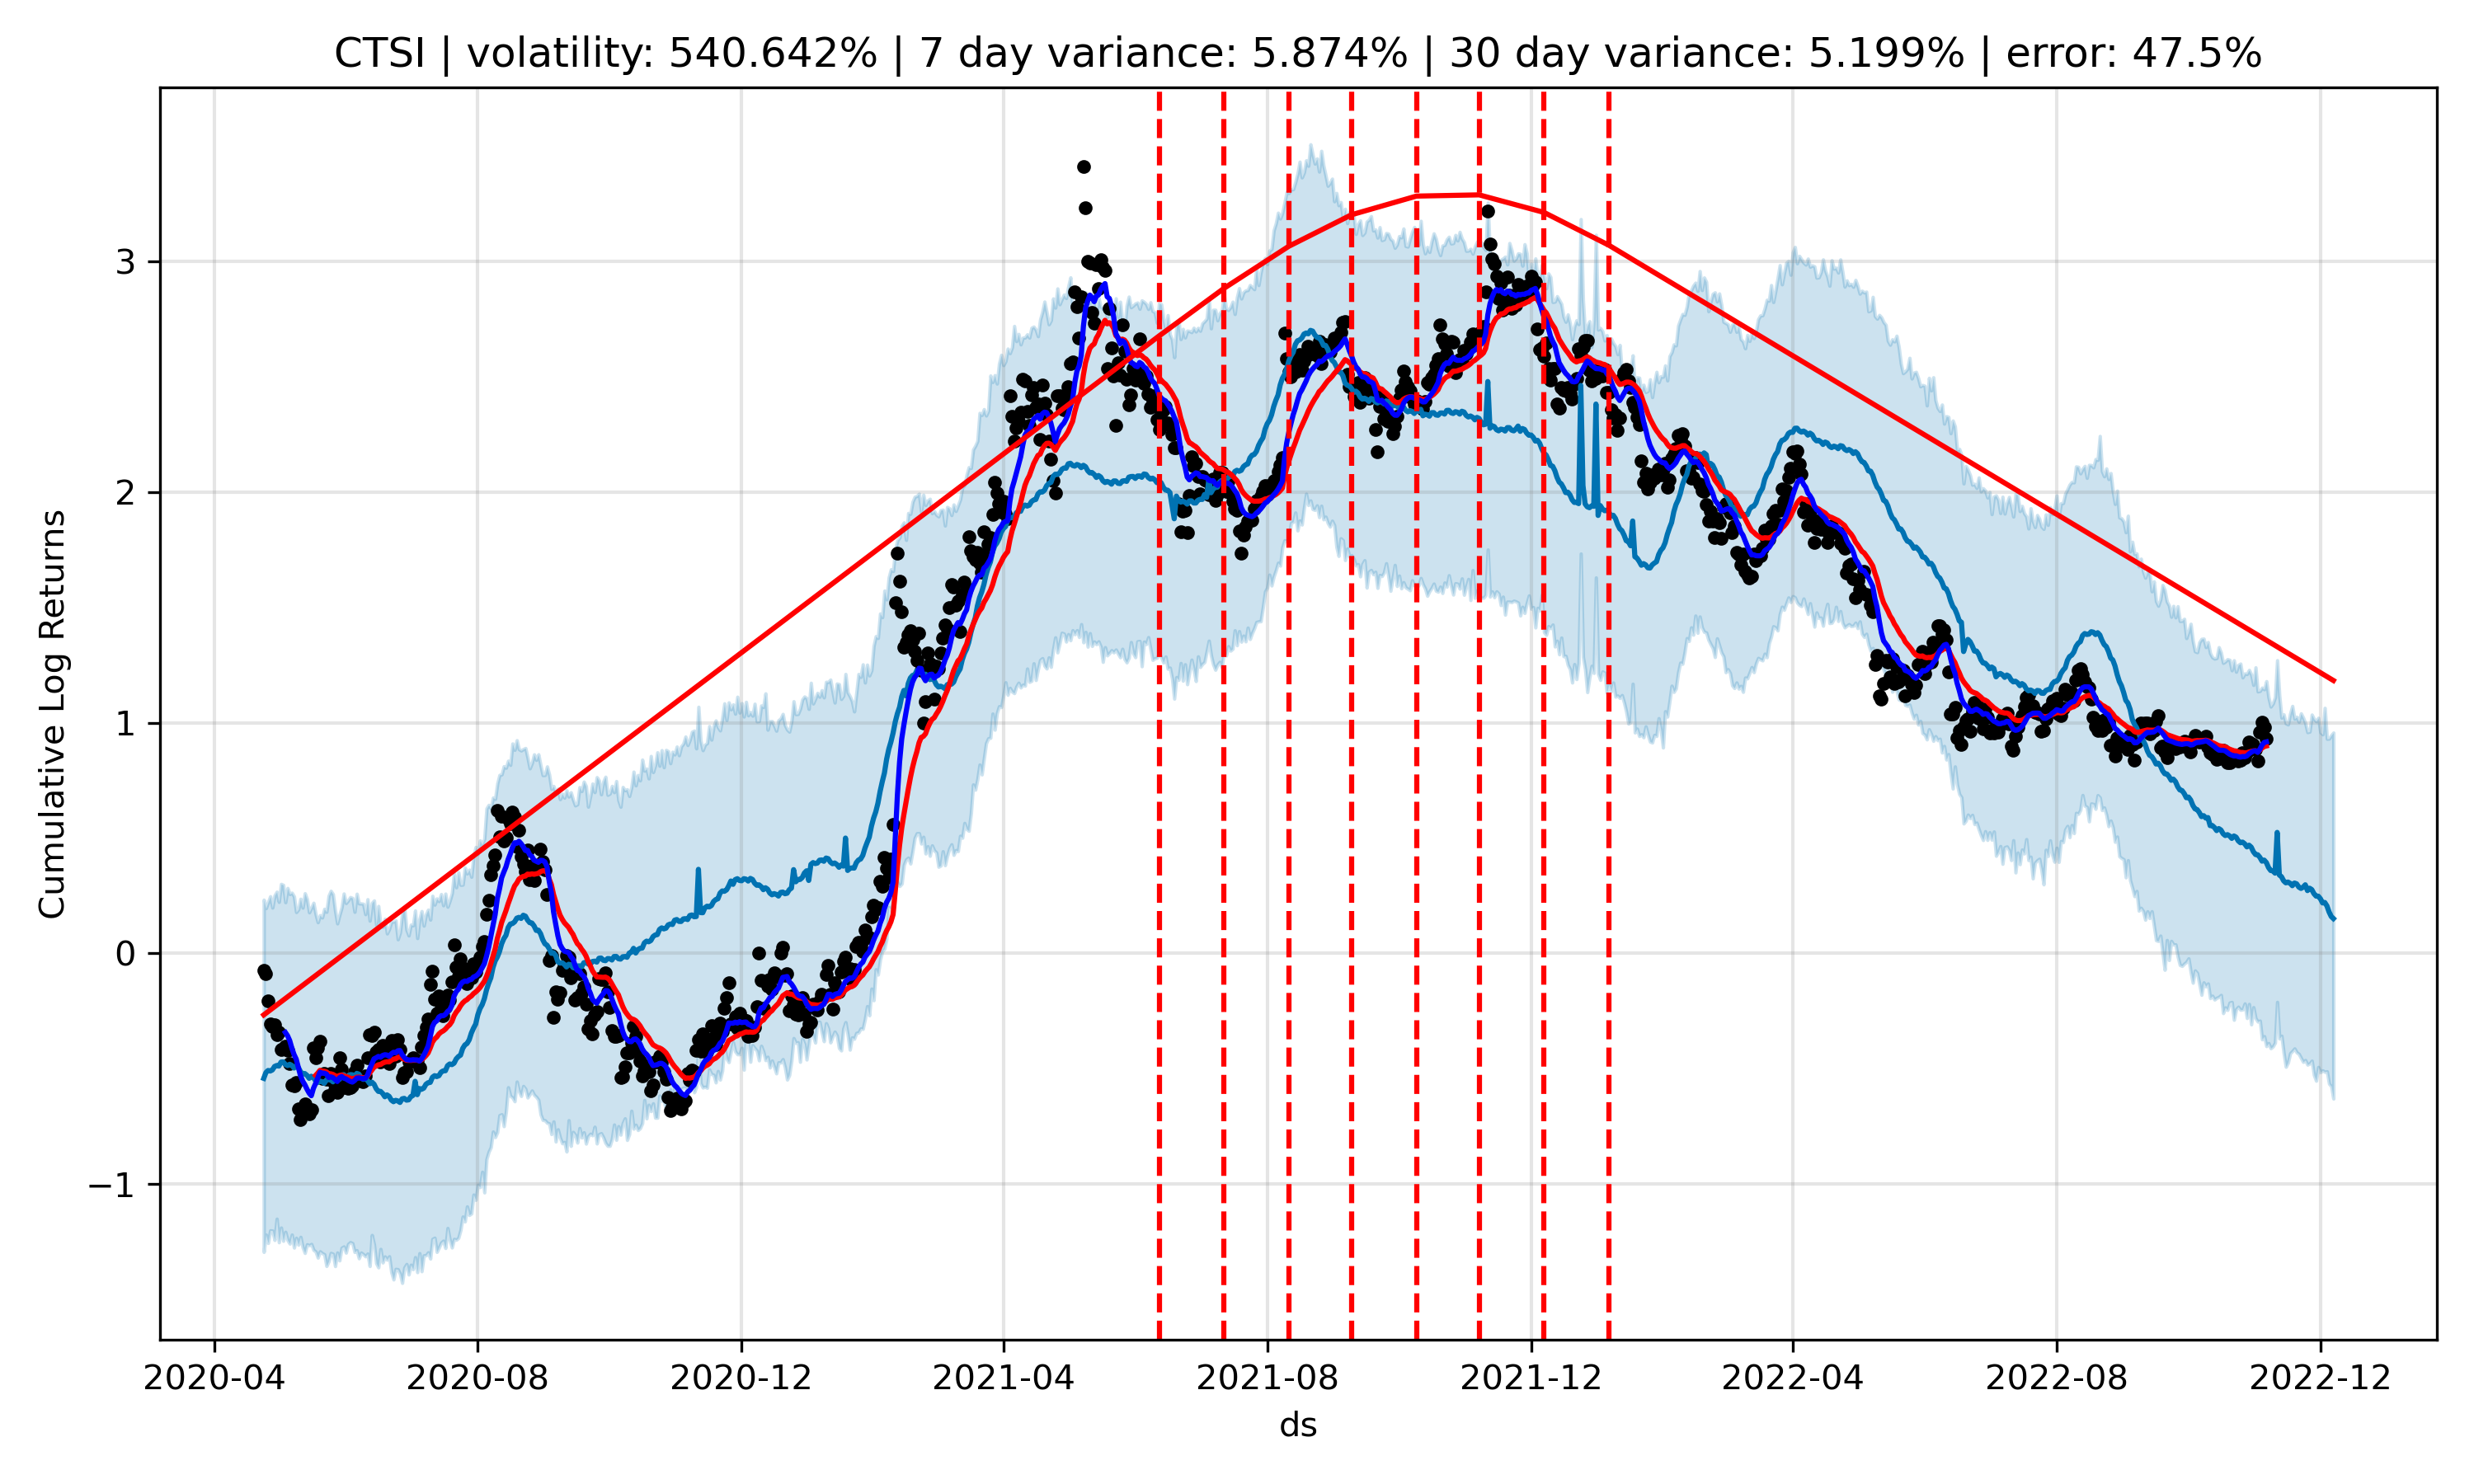 CTSI | volatility: 540.642% | 7 day variance: 5.874% | 30 day variance: 5.199% | error: 47.5%
Cumulative Log Returns
3
2
1
0
−1
2020-04 2020-08 2020-12 2021-04 2021-08 2021-12 2022-04 2022-08 2022-12
ds